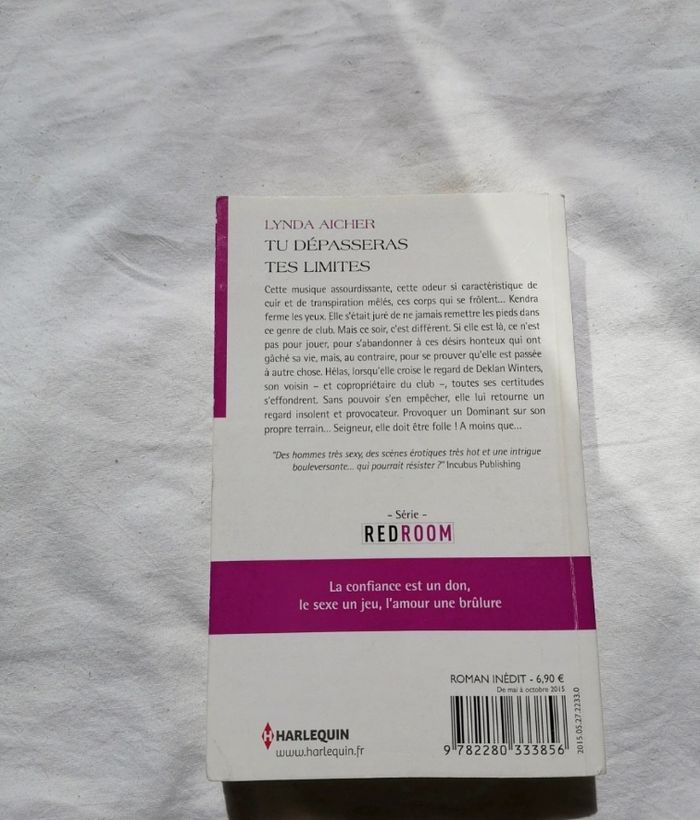 LYNDA AICHER
TU DÉPASSERAS
TES LIMITES
Cette musique assourdissante, cette odeur si caractéristique de
cuir et de transpiration mêlés, ces corps qui se frôlent... Kendra
ferme les yeux. Elle s'était juré de ne jamais remettre les pieds dans
ce genre de club. Mais ce soir, c'est différent. Si elle est là, ce n'est
pas pour jouer, pour s'abandonner à ces désirs honteux qui ont
gâché sa vie, mais, au contraire, pour se prouver qu'elle est passée
à autre chose. Hélas, lorsqu'elle croise le regard de Deklan Winters,
son voisin – et copropriétaire du club –, toutes ses certitudes
s'effondrent. Sans pouvoir s'en empêcher, elle lui retourne un
regard insolent et provocateur. Provoquer un Dominant sur son
propre terrain... Seigneur, elle doit être folle ! A moins que...
"Des hommes très sexy, des scènes érotiques très hot et une intrigue
bouleversante... qui pourrait résister ?" Incubus Publishing
- Série -
REDROOM
La confiance est un don,
le sexe un jeu, l'amour une brûlure
ROMAN INÉDIT - 6,90 €
De mai à octobre 2015
2015.05.27.2233.0
HARLEQUIN
www.harlequin.fr
9 782280 333856